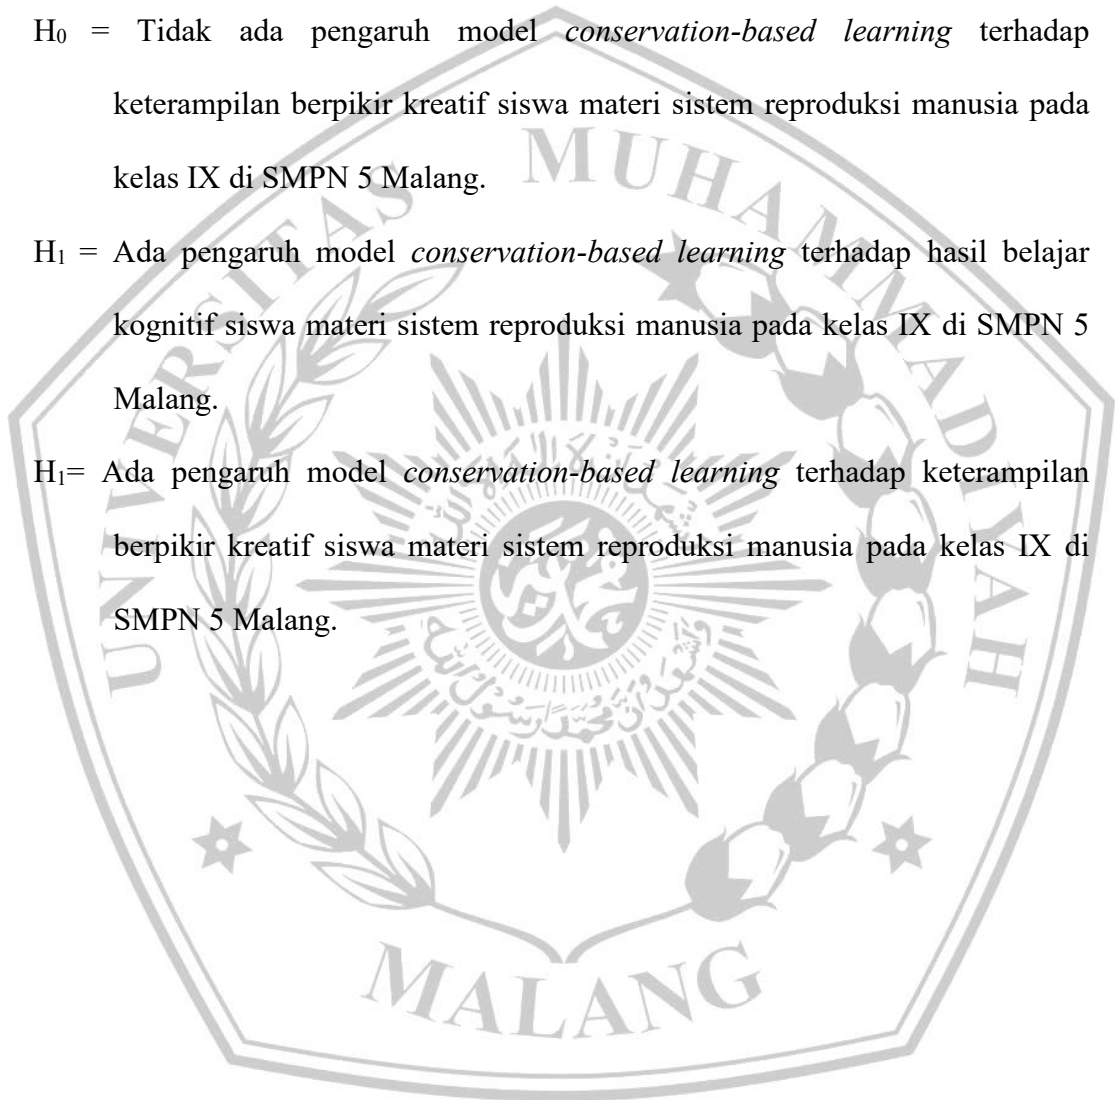 H₀ = Tidak ada pengaruh model conservation-based learning terhadap
keterampilan berpikir kreatif siswa materi sistem reproduksi manusia pada
kelas IX di SMPN 5 Malang.
H₁ = Ada pengaruh model conservation-based learning terhadap hasil belajar
kognitif siswa materi sistem reproduksi manusia pada kelas IX di SMPN 5
Malang.
H₁= Ada pengaruh model conservation-based learning terhadap keterampilan
berpikir kreatif siswa materi sistem reproduksi manusia pada kelas IX di
SMPN 5 Malang.
UNIVERSITAS MUHAMMADIYAH
MALANG